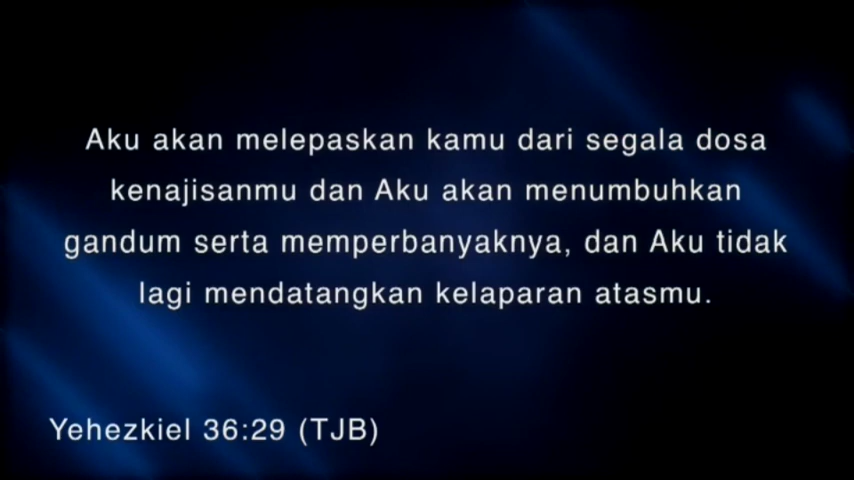 Aku akan melepaskan kamu dari segala dosa
kenajisanmu dan Aku akan menumbuhkan
gandum serta memperbanyaknya, dan Aku tidak
lagi mendatangkan kelaparan atasmu.
Yehezkiel 36:29 (TJB)